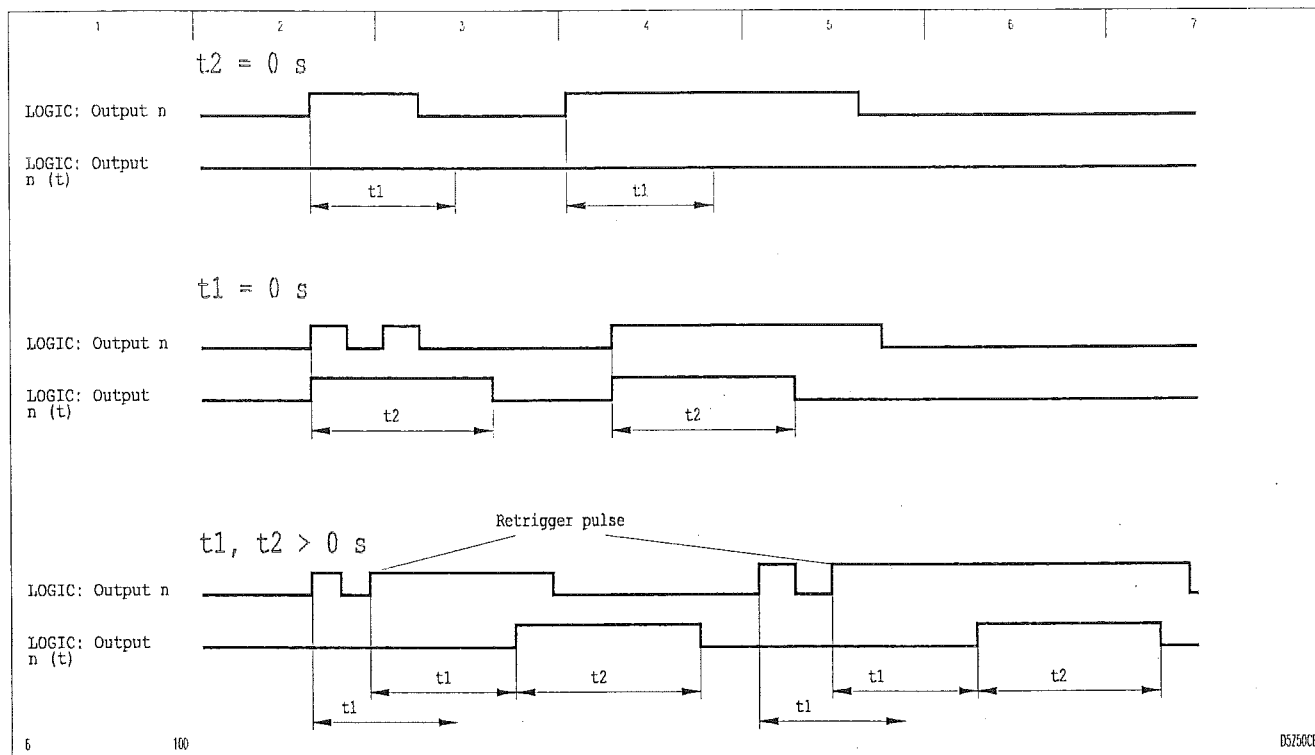 1 2 3 4 5 6 7
t2 = 0 s
LOGIC: Output n
LOGIC: Output
n (t)
t1 t1
t1 = 0 s
LOGIC: Output n
LOGIC: Output
n (t)
t2 t2
Retrigger pulse
t1, t2 > 0 s
LOGIC: Output n
LOGIC: Output
n (t)
t1 t2 t1 t2
t1 t1
6 100